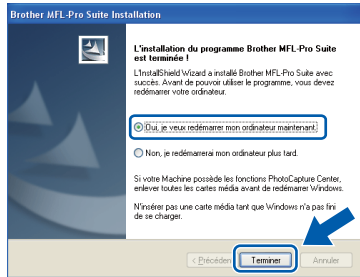 Brother MFL-Pro Suite Installation
L'installation du programme Brother MFL-Pro Suite
est terminée !
L'InstallShield Wizard a installé Brother MFL-Pro Suite avec
succès. Avant de pouvoir utiliser le programme, vous devez
redémarrer votre ordinateur.
Oui, je veux redémarrer mon ordinateur maintenant.
Non, je redémarrerai mon ordinateur plus tard.
Si votre Machine possède les fonctions PhotoCapture Center,
enlever toutes les cartes média avant de redémarrer Windows.
N'insérer pas une carte média tant que Windows n'a pas fini
de se charger.
< Précéden
Terminer
Annuler